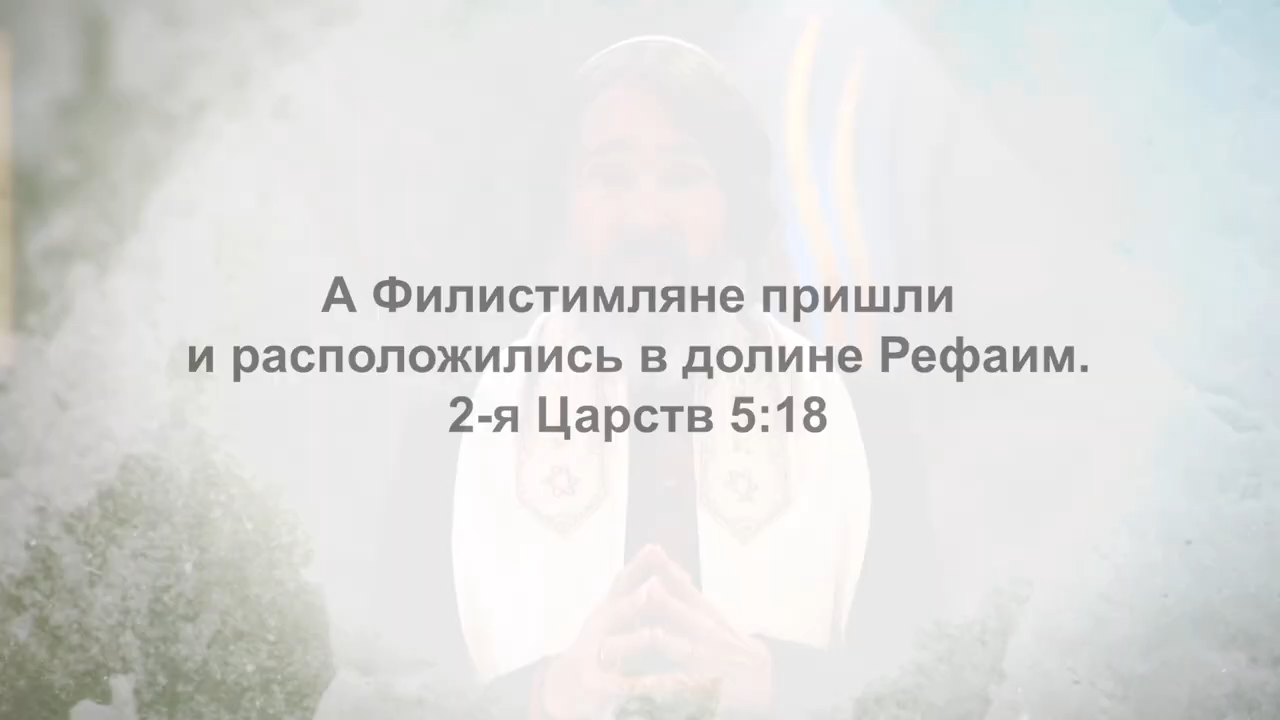 А Филистимляне пришли
и расположились в долине Рефаим.
2-я Царств 5:18